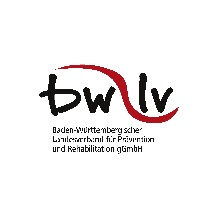 bwlv
Baden-Württembergischer
Landesverband für Prävention
und Rehabilitation gGmbH